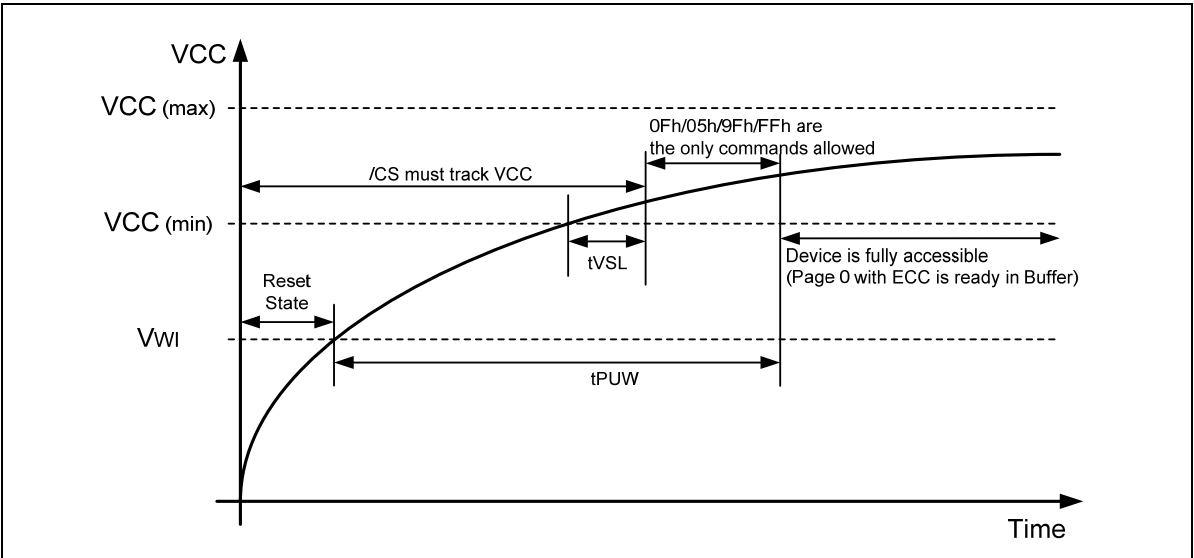 VCC
VCC (max)
0Fh/05h/9Fh/FFh are
the only commands allowed
/CS must track VCC
VCC (min)
tVSL
Device is fully accessible
(Page 0 with ECC is ready in Buffer)
Reset
State
VWI
tPUW
Time